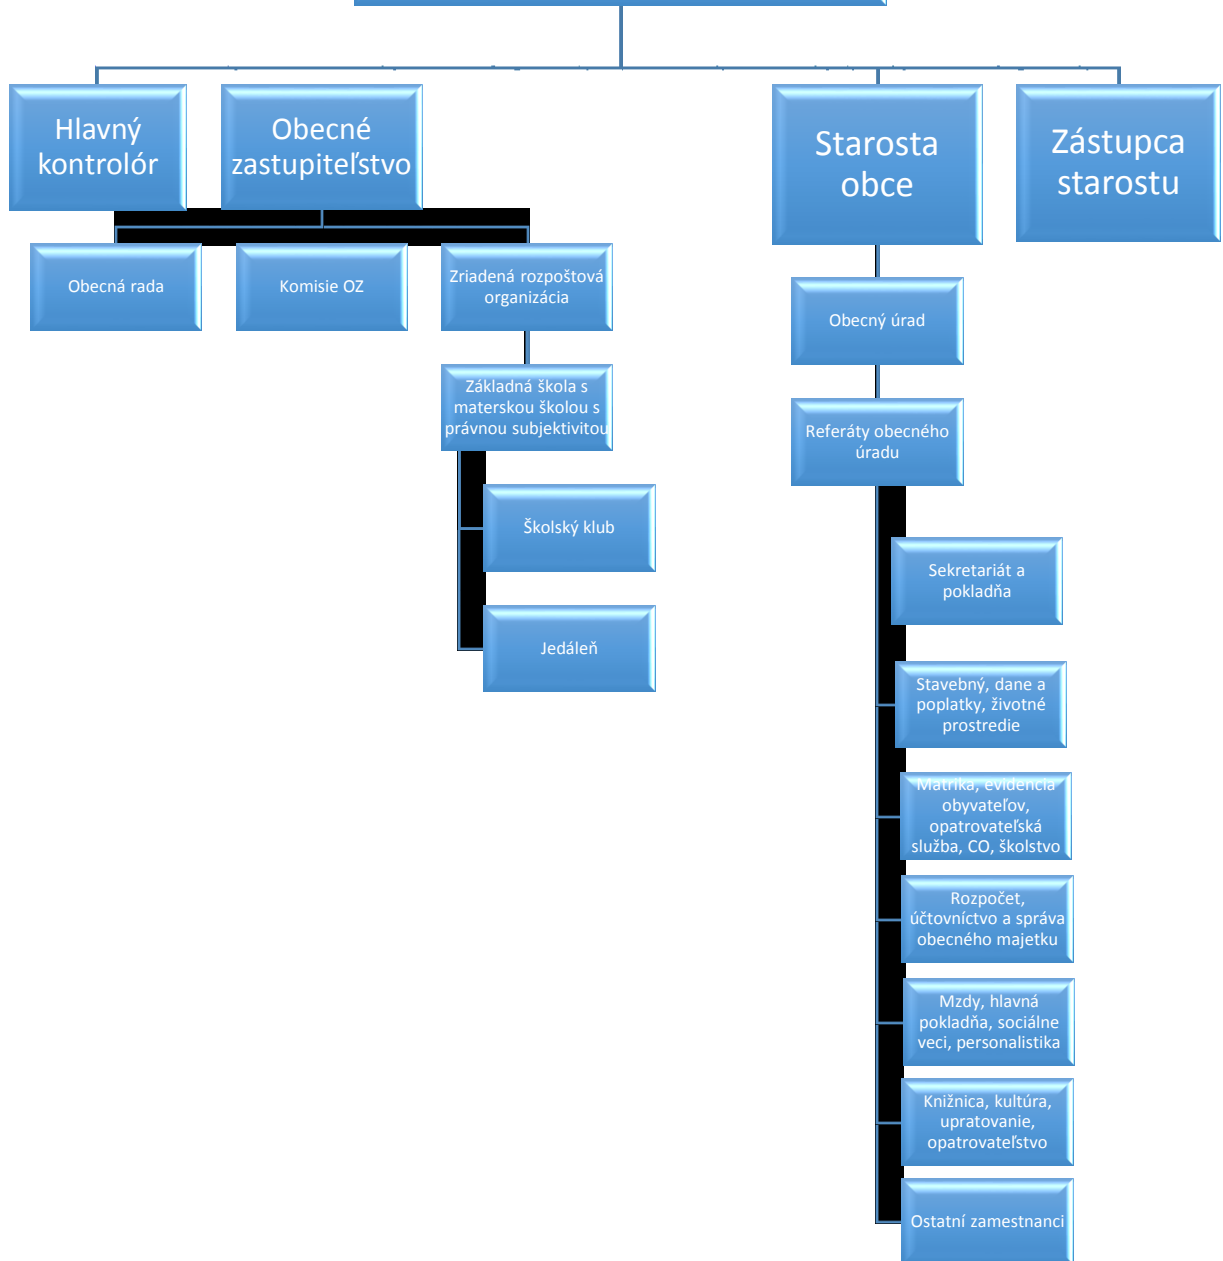 Hlavný
kontrolór
Obecné
zastupiteľstvo
Starosta
obce
Zástupca
starostu
Obecná rada
Komisie OZ
Zriadená rozpoštová
organizácia
Základná škola s
materskou školou s
právnou subjektivitou
Školský klub
Jedáleň
Obecný úrad
Referáty obecného
úradu
Sekretariát a
pokladňa
Stavebný, dane a
poplatky, životné
prostredie
Matrika, evidencia
obyvateľov,
opatrovateľská
služba, CO, školstvo
Rozpočet,
účtovníctvo a správa
obecného majetku
Mzdy, hlavná
pokladňa, sociálne
veci, personalistika
Knižnica, kultúra,
upratovanie,
opatrovateľstvo
Ostatní zamestnanci